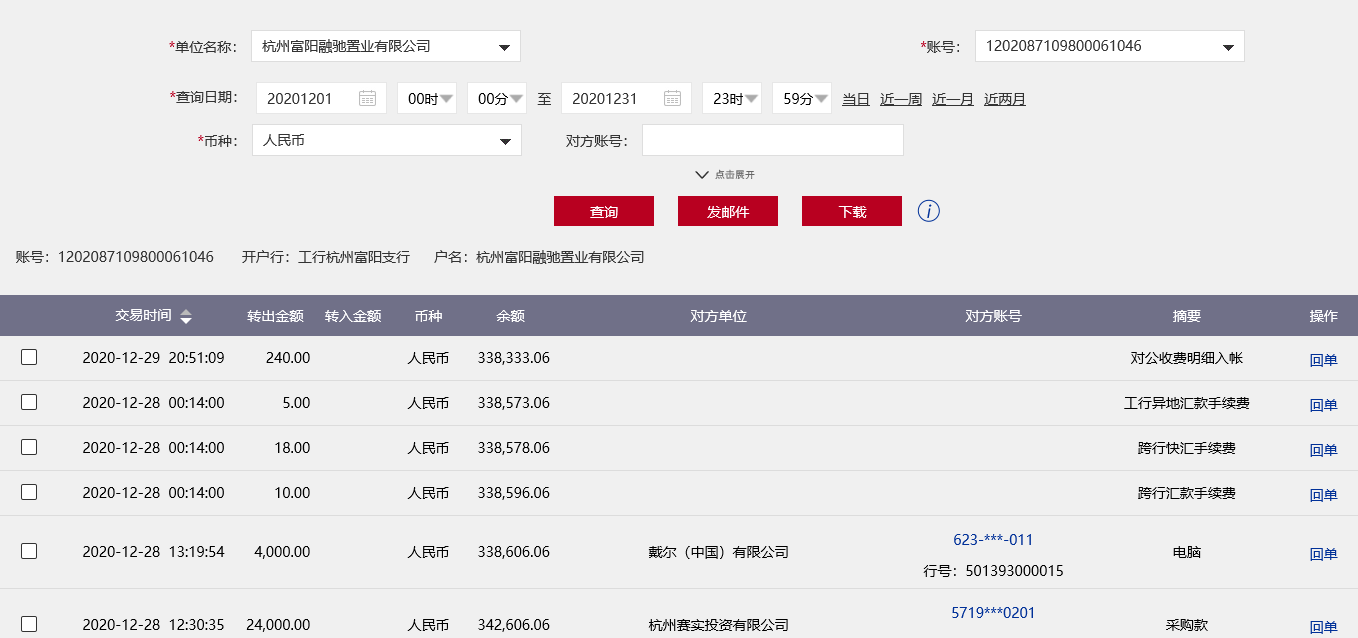 *单位名称： 杭州富阳融驰置业有限公司 *账号： 1202087109800061046
*查询日期： 20201201 00时 00分 至 20201231 23时 59分 当日 近一周 近一月 近两月
*币种： 人民币 对方账号：
点击展开
查询 发邮件 下载 i
账号：1202087109800061046 开户行：工行杭州富阳支行 户名：杭州富阳融驰置业有限公司
交易时间 转出金额 转入金额 币种 余额 对方单位 对方账号 摘要 操作
2020-12-29 20:51:09 240.00 人民币 338,333.06 对公收费明细入帐 回单
2020-12-28 00:14:00 5.00 人民币 338,573.06 工行异地汇款手续费 回单
2020-12-28 00:14:00 18.00 人民币 338,578.06 跨行快汇手续费 回单
2020-12-28 00:14:00 10.00 人民币 338,596.06 跨行汇款手续费 回单
2020-12-28 13:19:54 4,000.00 人民币 338,606.06 戴尔（中国）有限公司 623-***-011 电脑 回单
行号：501393000015
2020-12-28 12:30:35 24,000.00 人民币 342,606.06 杭州赛实投资有限公司 5719***0201 采购款 回单